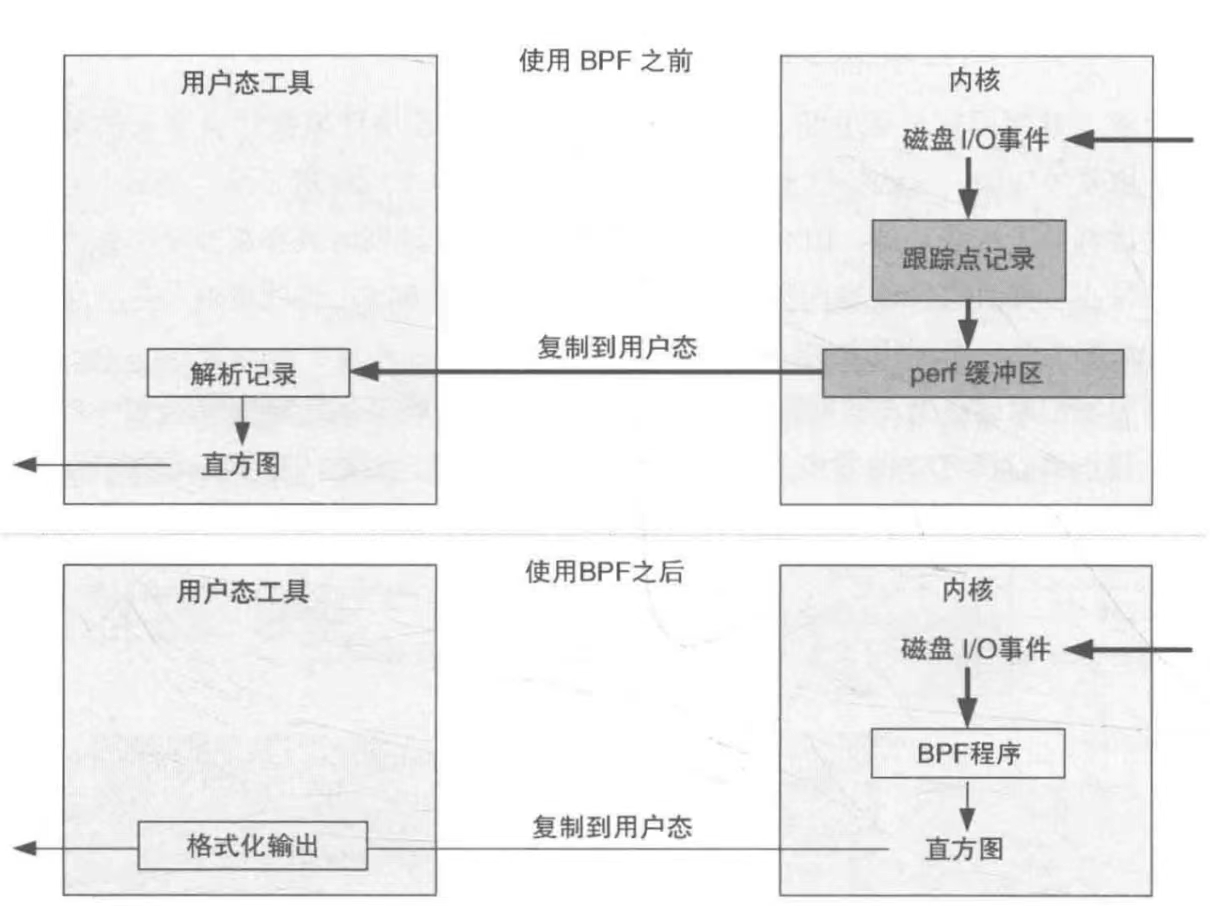 使用 BPF 之前
用户态工具
内核
磁盘 I/O事件
跟踪点记录
复制到用户态
解析记录
perf 缓冲区
直方图
使用BPF之后
用户态工具
内核
磁盘 I/O事件
BPF程序
复制到用户态
格式化输出
直方图